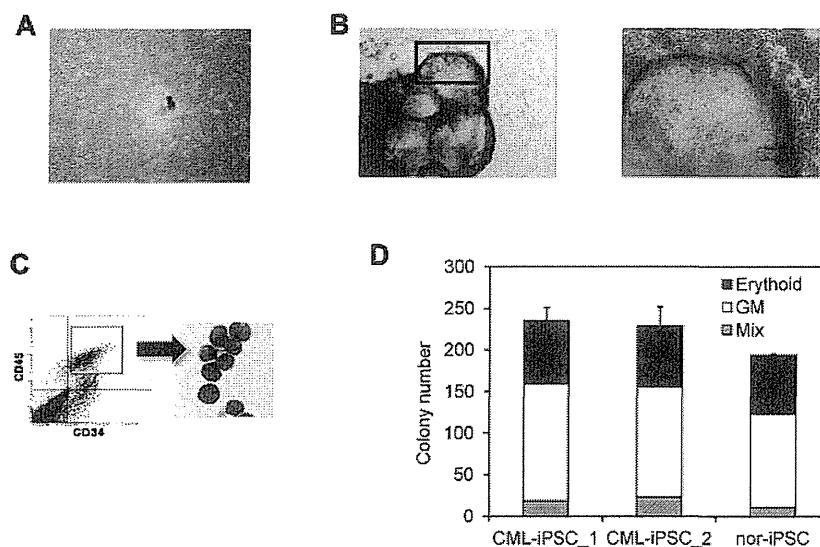 A
B
C
CD45
CD34
D
Colony number
300
250
200
150
100
50
0
Erythoid
GM
Mix
CML-iPSC_1
CML-iPSC_2
nor-iPSC